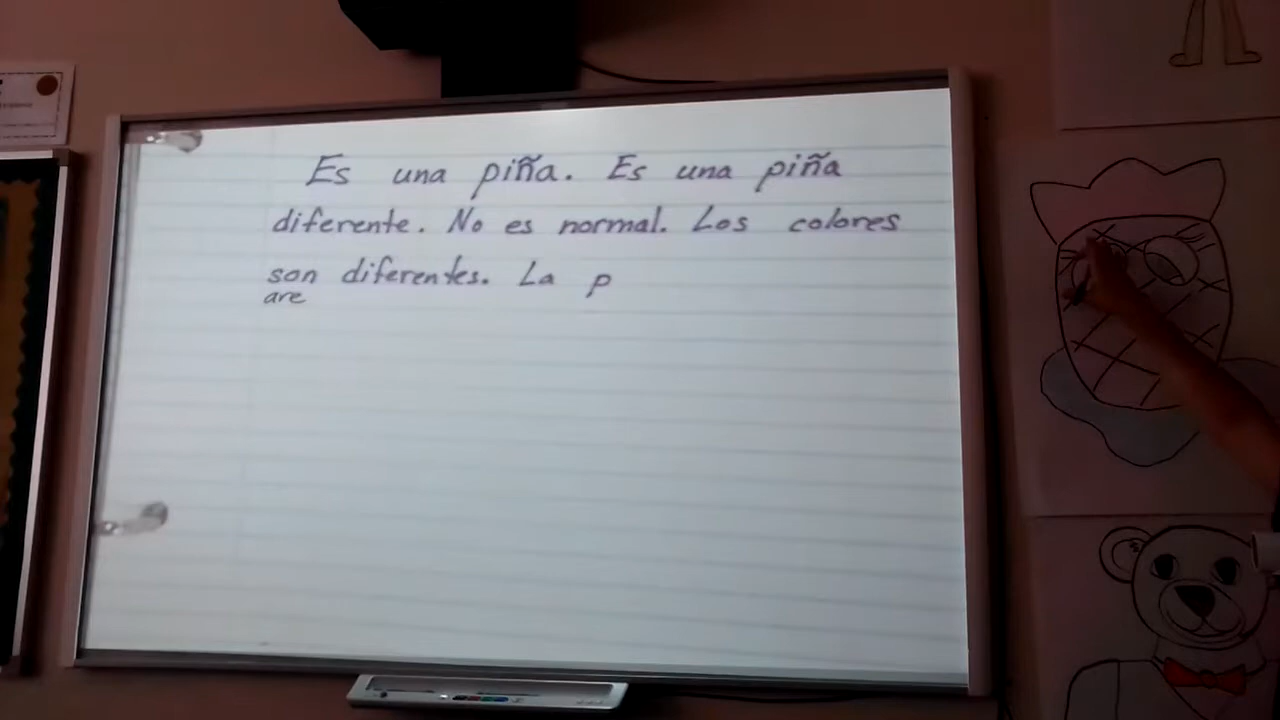 Es una piña. Es una piña
diferente. No es normal. Los colores
son diferentes. La p
are